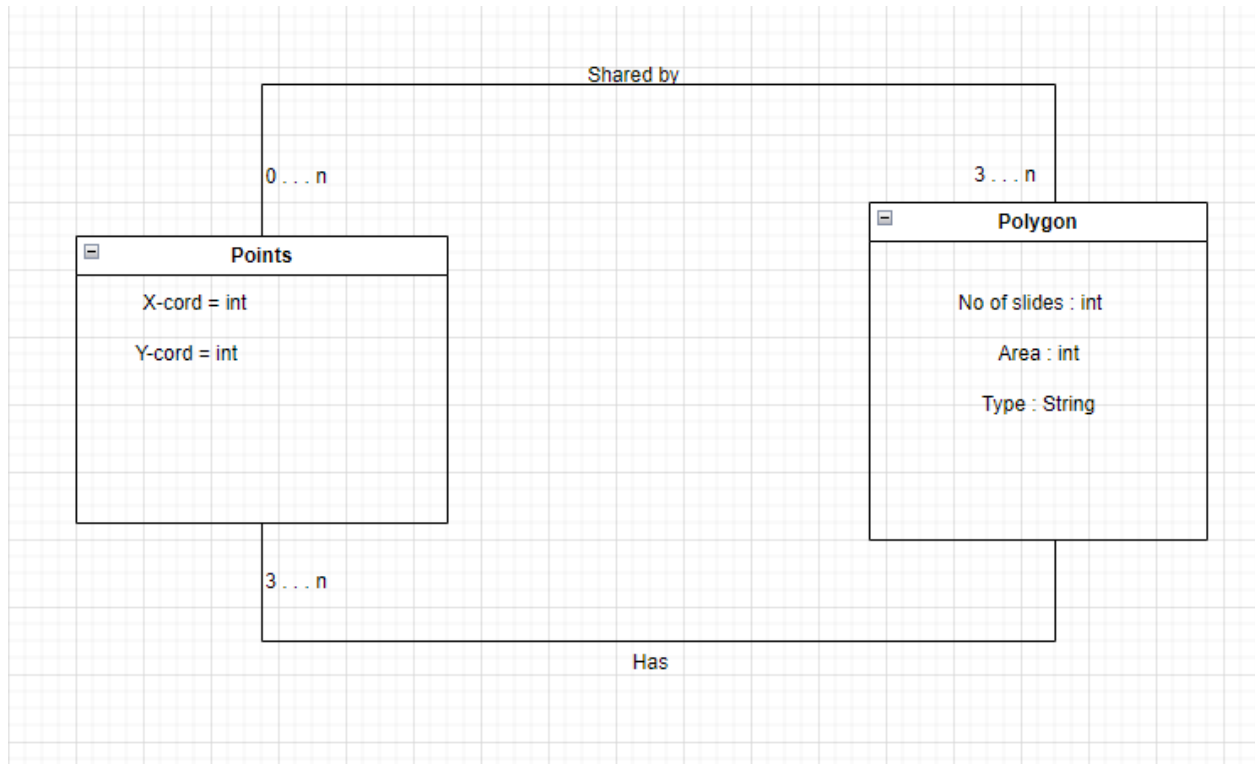 Shared by
0 . . . n
3 . . . n
Points
X-cord = int
Y-cord = int
Polygon
No of slides : int
Area : int
Type : String
3 . . . n
Has